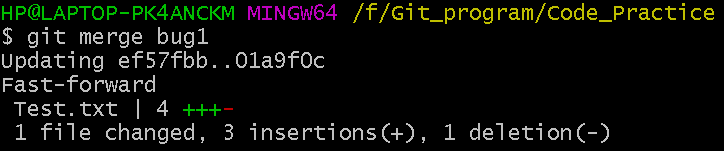 HP@LAPTOP-PK4ANCKM MINGW64 /f/Git_program/Code_Practice
$ git merge bug1
Updating ef57fbb..01a9f0c
Fast-forward
 Test.txt | 4 +++-
 1 file changed, 3 insertions(+), 1 deletion(-)